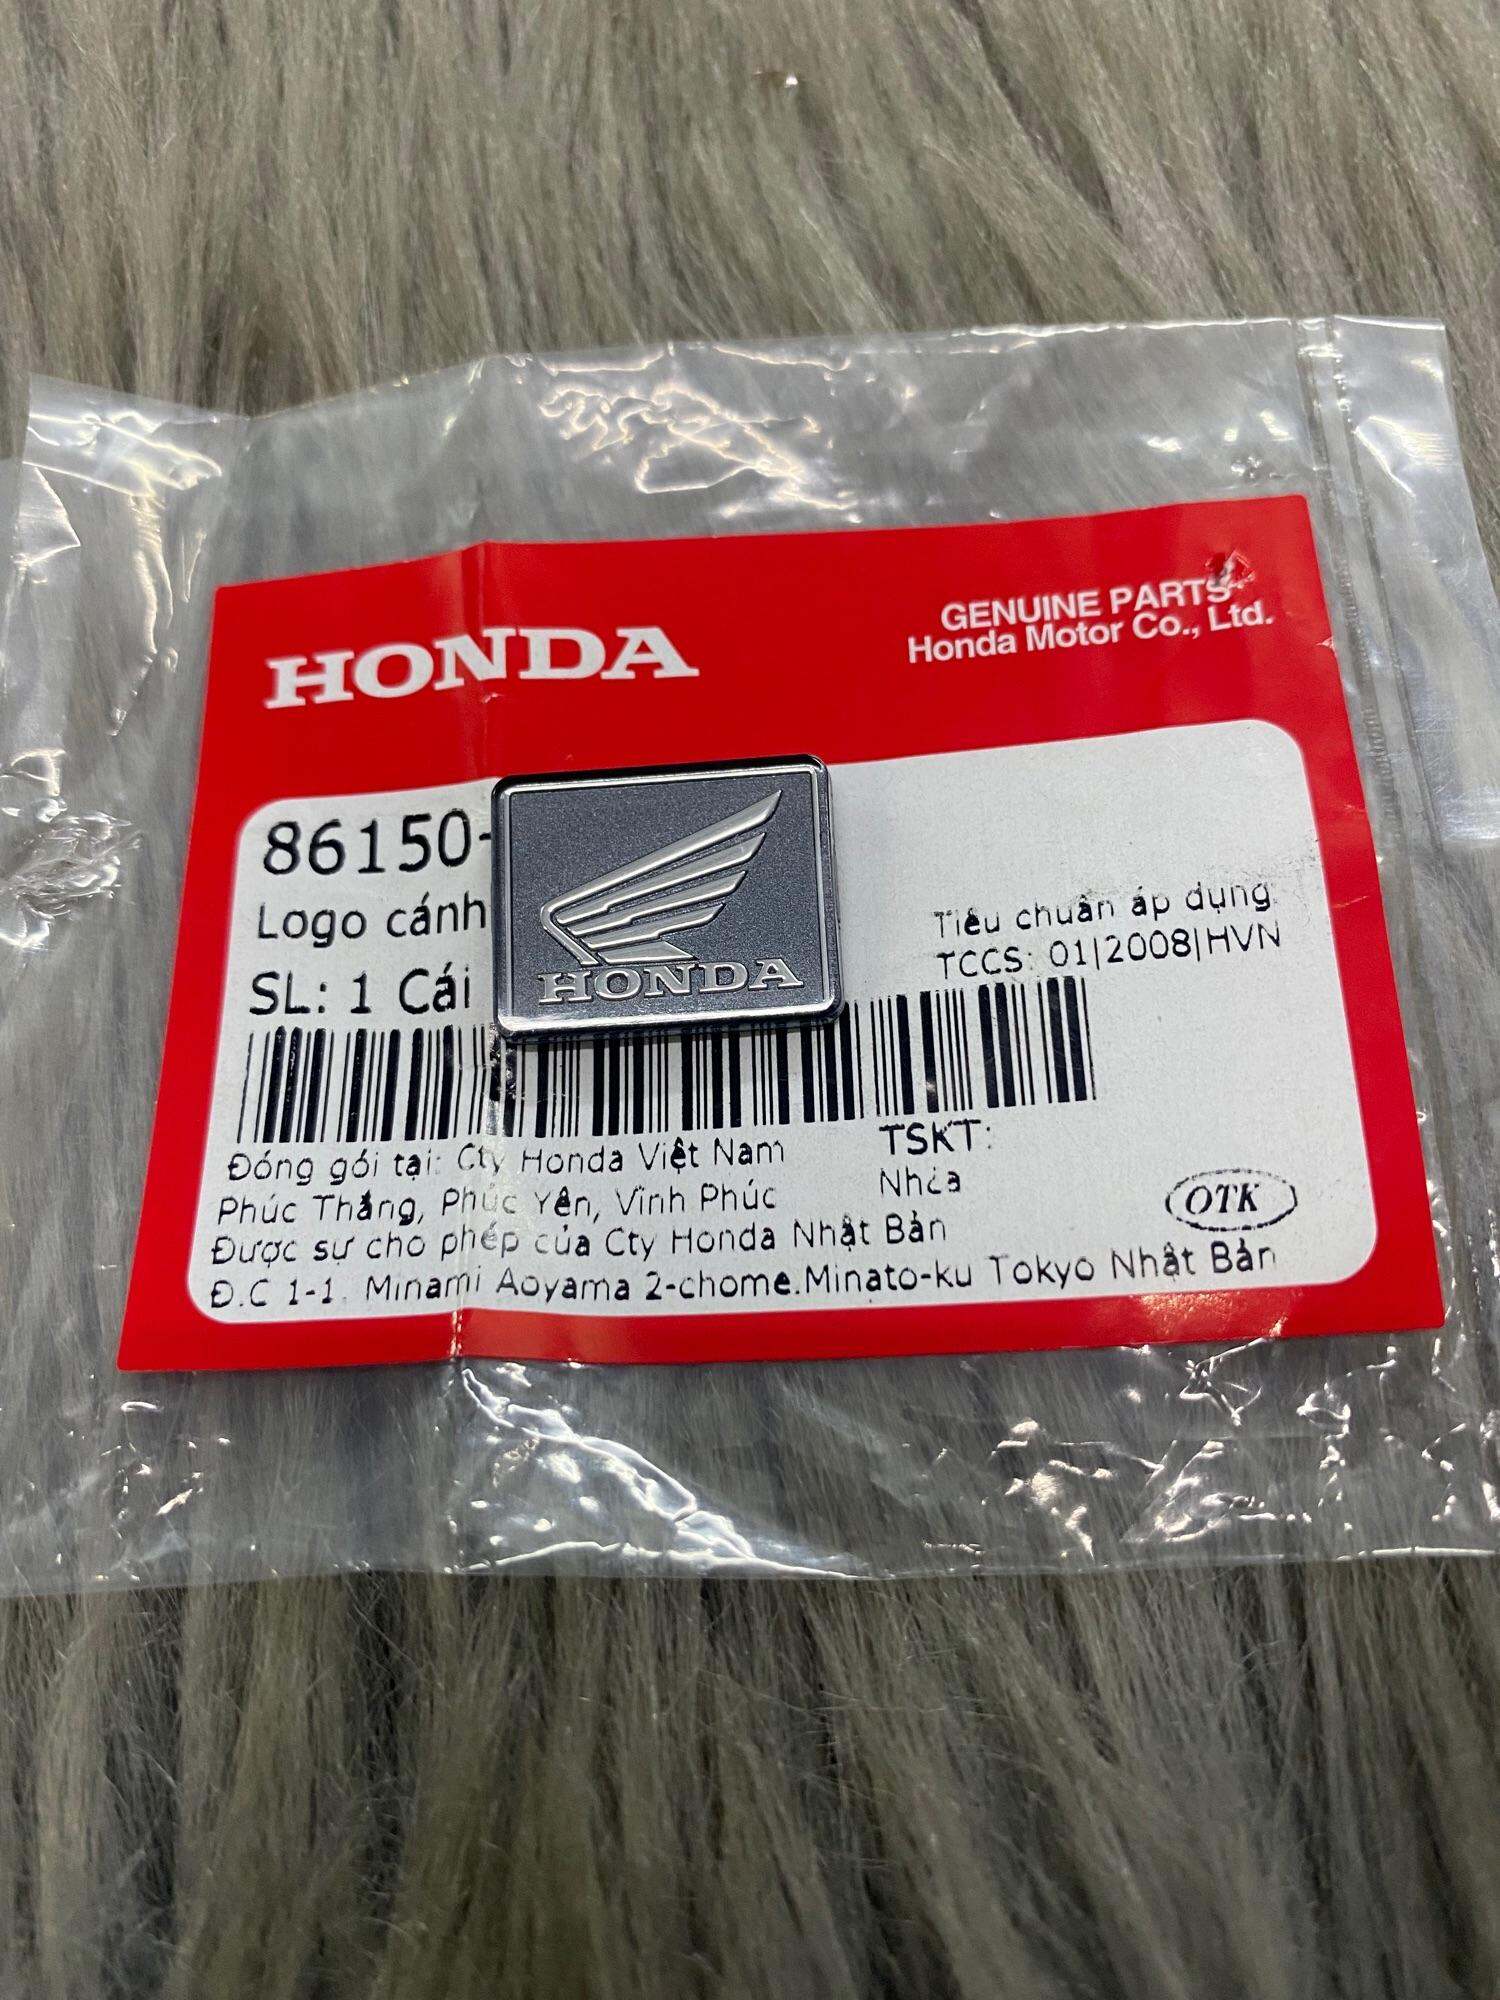 HONDA
GENUINE PARTS
Honda Motor Co., Ltd.
86150-
Logo cánh
SL: 1 Cái
HONDA
Tiêu chuẩn áp dụng:
TCCS: 01|2008|HVN
Đóng gói tại: Cty Honda Việt Nam
Phúc Thắng, Phúc Yên, Vĩnh Phúc
TSKT:
Nhựa
Được sự cho phép của Cty Honda Nhật Bản
Đ.C 1-1. Minami Aoyama 2-chome.Minato-ku Tokyo Nhật Bản
OTK